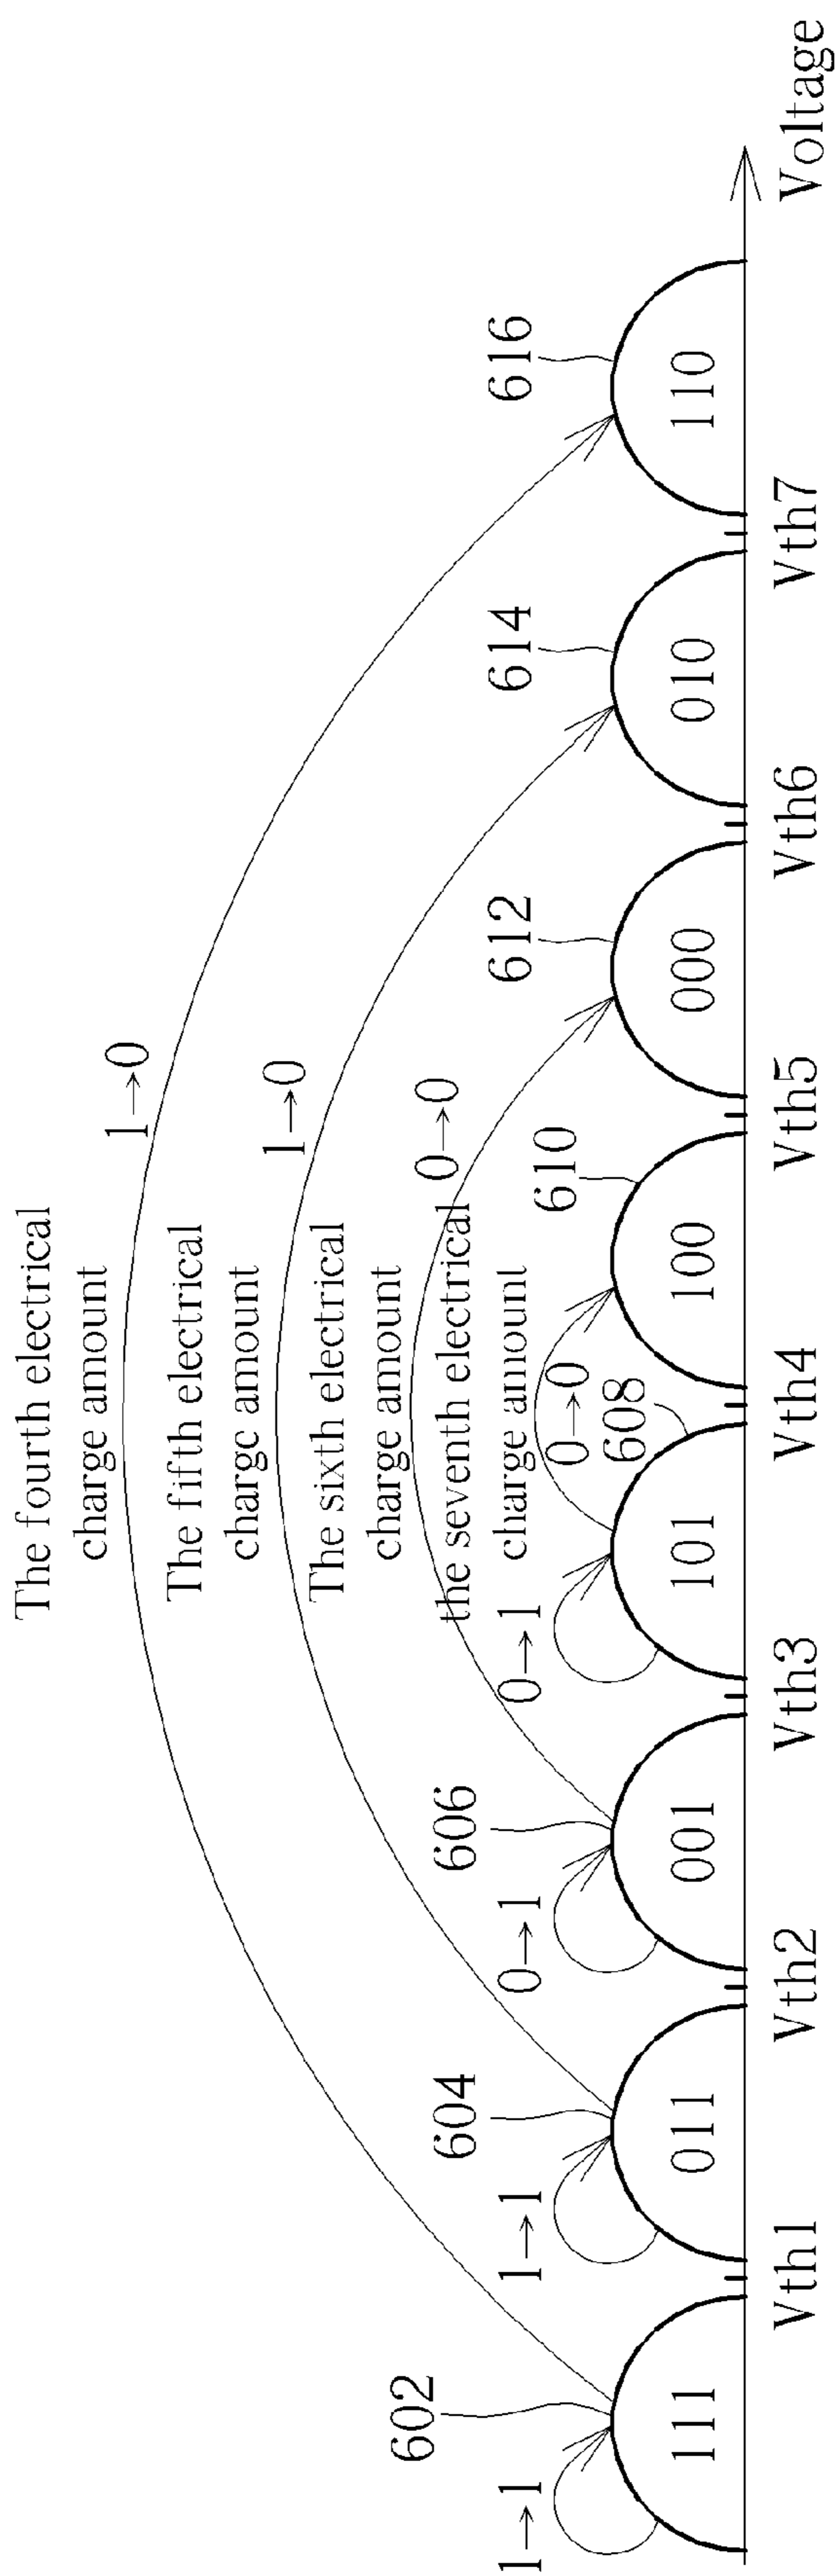 The fourth electrical
charge amount
1→0
The fifth electrical
chargc amount
1→0
The sixth electrical
charge amount
0→0
the seventh electrical
charge amount
0→0
602
604
606
608
610
612
614
616
1→1
1→1
0→1
0→1
111
011
001
101
100
000
010
110
Vth1
Vth2
Vth3
Vth4
Vth5
Vth6
Vth7
Voltage